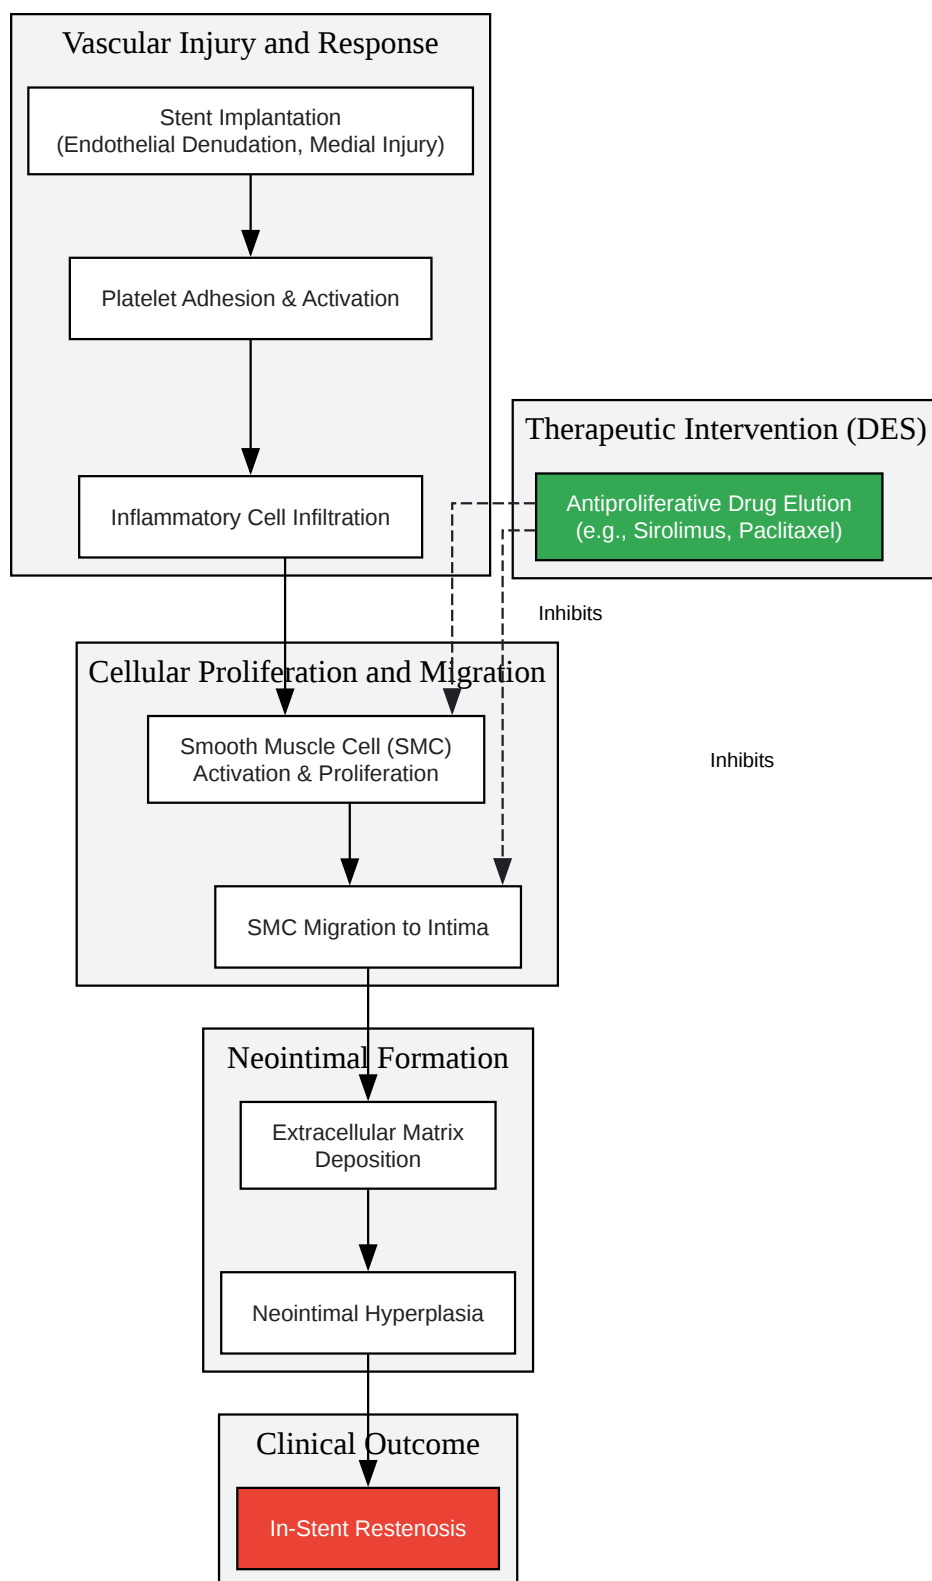 Vascular Injury and Response
Stent Implantation
(Endothelial Denudation, Medial Injury)
Platelet Adhesion & Activation
Inflammatory Cell Infiltration
Therapeutic Intervention (DES)
Antiproliferative Drug Elution
(e.g., Sirolimus, Paclitaxel)
Inhibits
Cellular Proliferation and Migration
Smooth Muscle Cell (SMC)
Activation & Proliferation
Inhibits
SMC Migration to Intima
Neointimal Formation
Extracellular Matrix
Deposition
Neointimal Hyperplasia
Clinical Outcome
In-Stent Restenosis